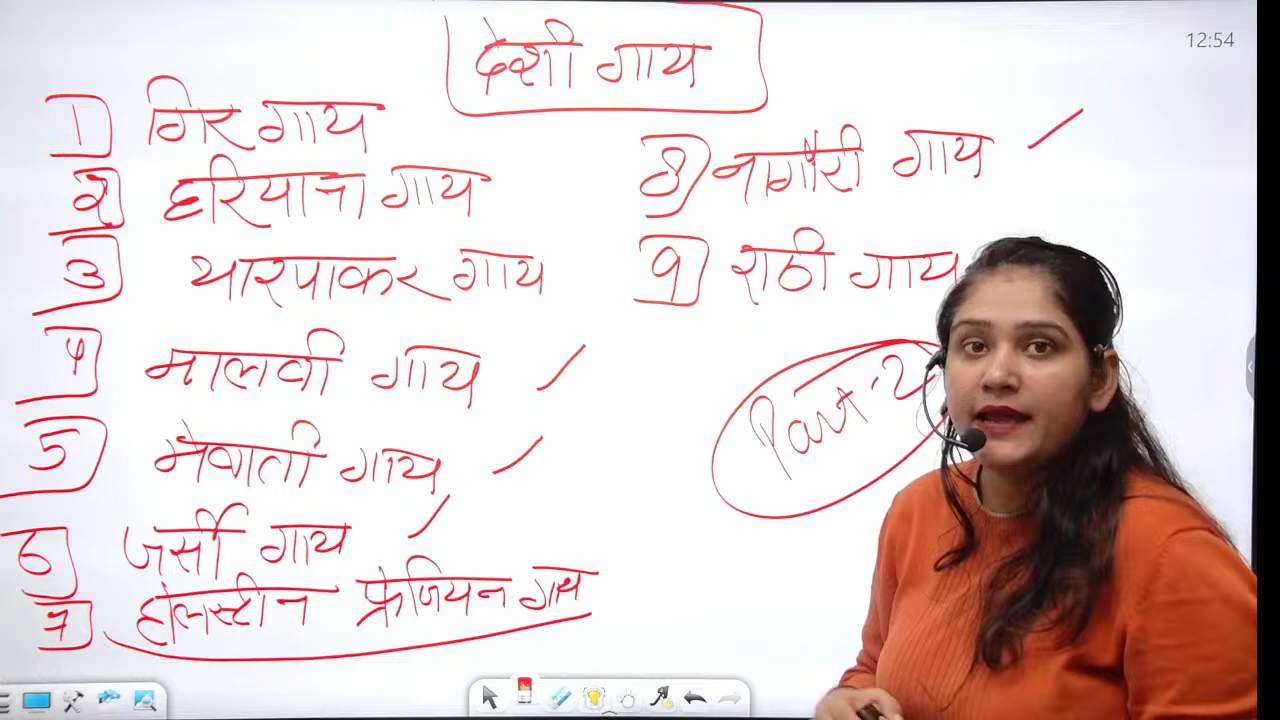 12:54
देशी गाय
1 गिर गाय
2 हरियाना गाय
3 थारपाकर गाय
4 मालवी गाय
5 मेवाती गाय
6 जर्सी गाय
7 होलस्टीन फ्रेजियन गाय
8 नागौरी गाय
9 राठी गाय
Part-2